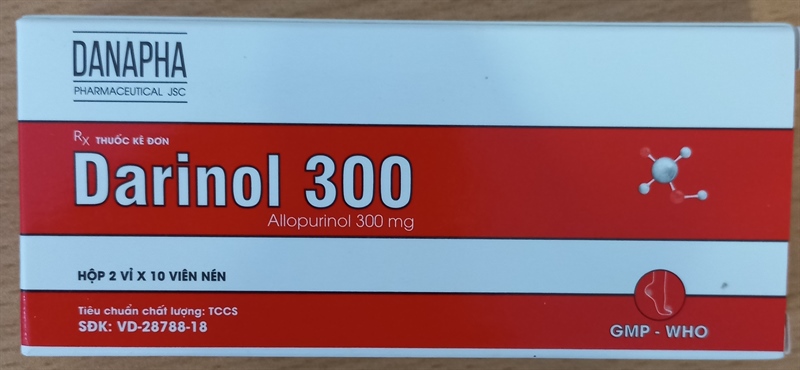 DANAPHA
PHARMACEUTICAL JSC
Rx THUỐC KÊ ĐƠN
Darinol 300
Allopurinol 300 mg
HỘP 2 VỈ X 10 VIÊN NÉN
Tiêu chuẩn chất lượng: TCCS
SĐK: VD-28788-18
GMP - WHO